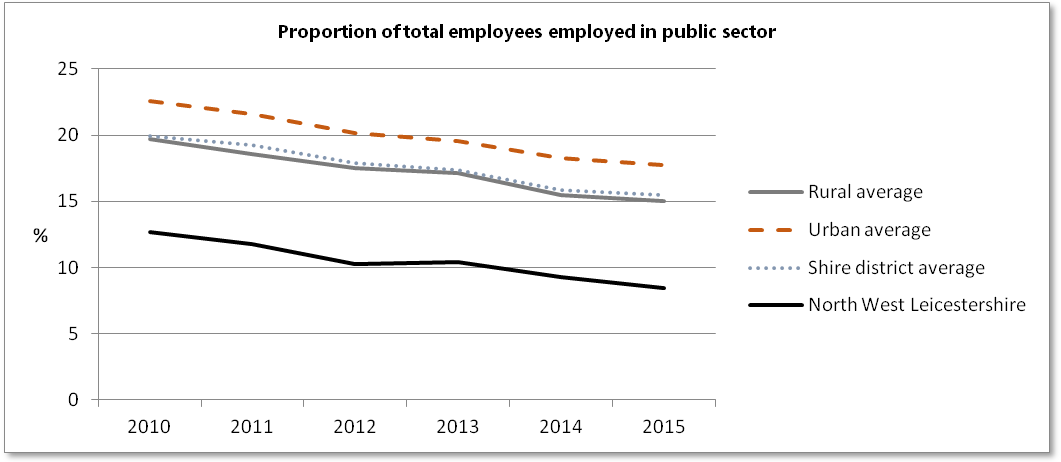 Proportion of total employees employed in public sector
25
20
15
10
5
0
%
2010 2011 2012 2013 2014 2015
Rural average
Urban average
Shire district average
North West Leicestershire